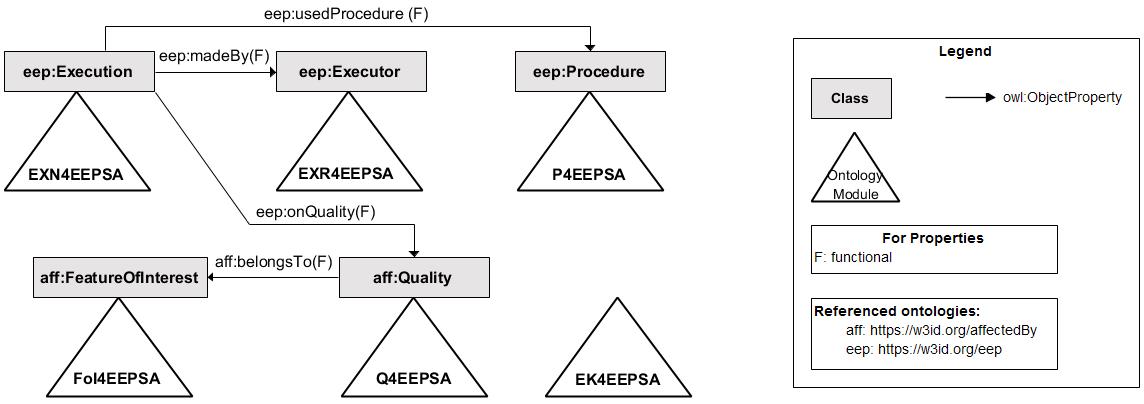 eep:usedProcedure (F)
eep:Execution
eep:madeBy(F)
eep:Executor
eep:Procedure
EXN4EEPSA
EXR4EEPSA
P4EEPSA
eep:onQuality(F)
aff:FeatureOfInterest
aff:belongsTo(F)
aff:Quality
FoI4EEPSA
Q4EEPSA
EK4EEPSA
Legend
Class
owl:ObjectProperty
Ontology
Module
For Properties
F: functional
Referenced ontologies:
aff: https://w3id.org/affectedBy
eep: https://w3id.org/eep